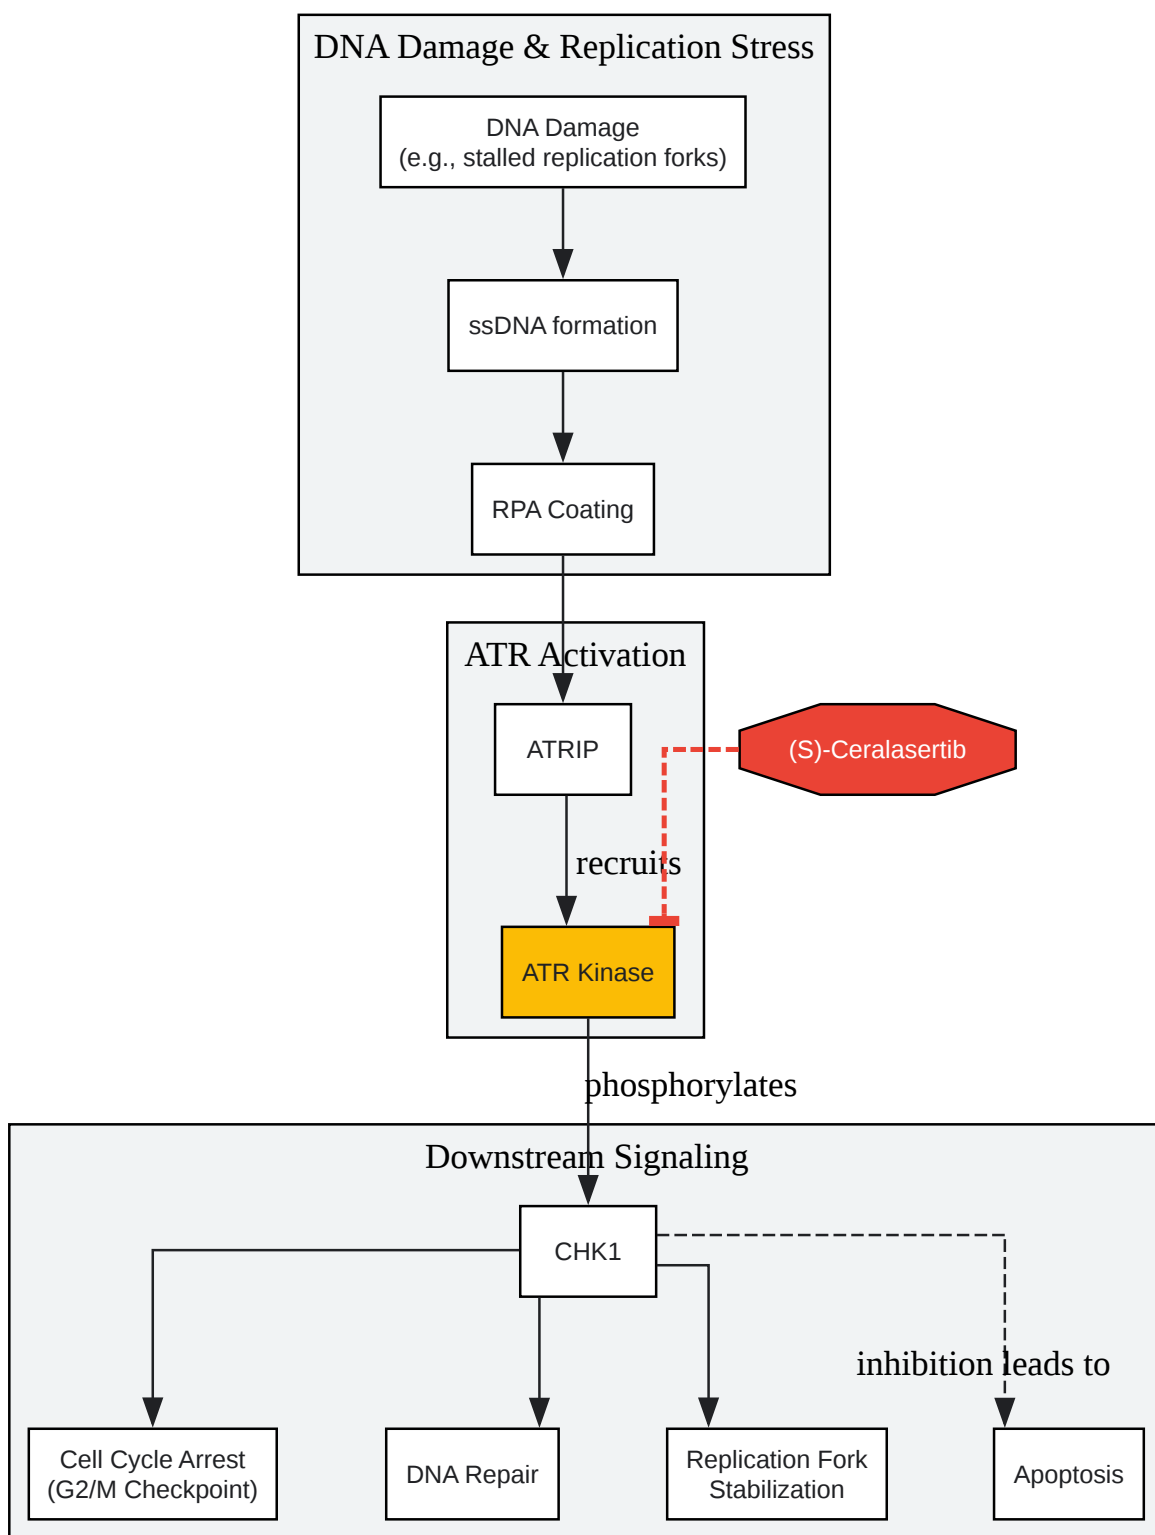 DNA Damage & Replication Stress
DNA Damage
(e.g., stalled replication forks)
ssDNA formation
RPA Coating
ATR Activation
ATRIP
(S)-Ceralasertib
recruits
ATR Kinase
phosphorylates
Downstream Signaling
CHK1
inhibition leads to
Cell Cycle Arrest
(G2/M Checkpoint)
DNA Repair
Replication Fork
Stabilization
Apoptosis